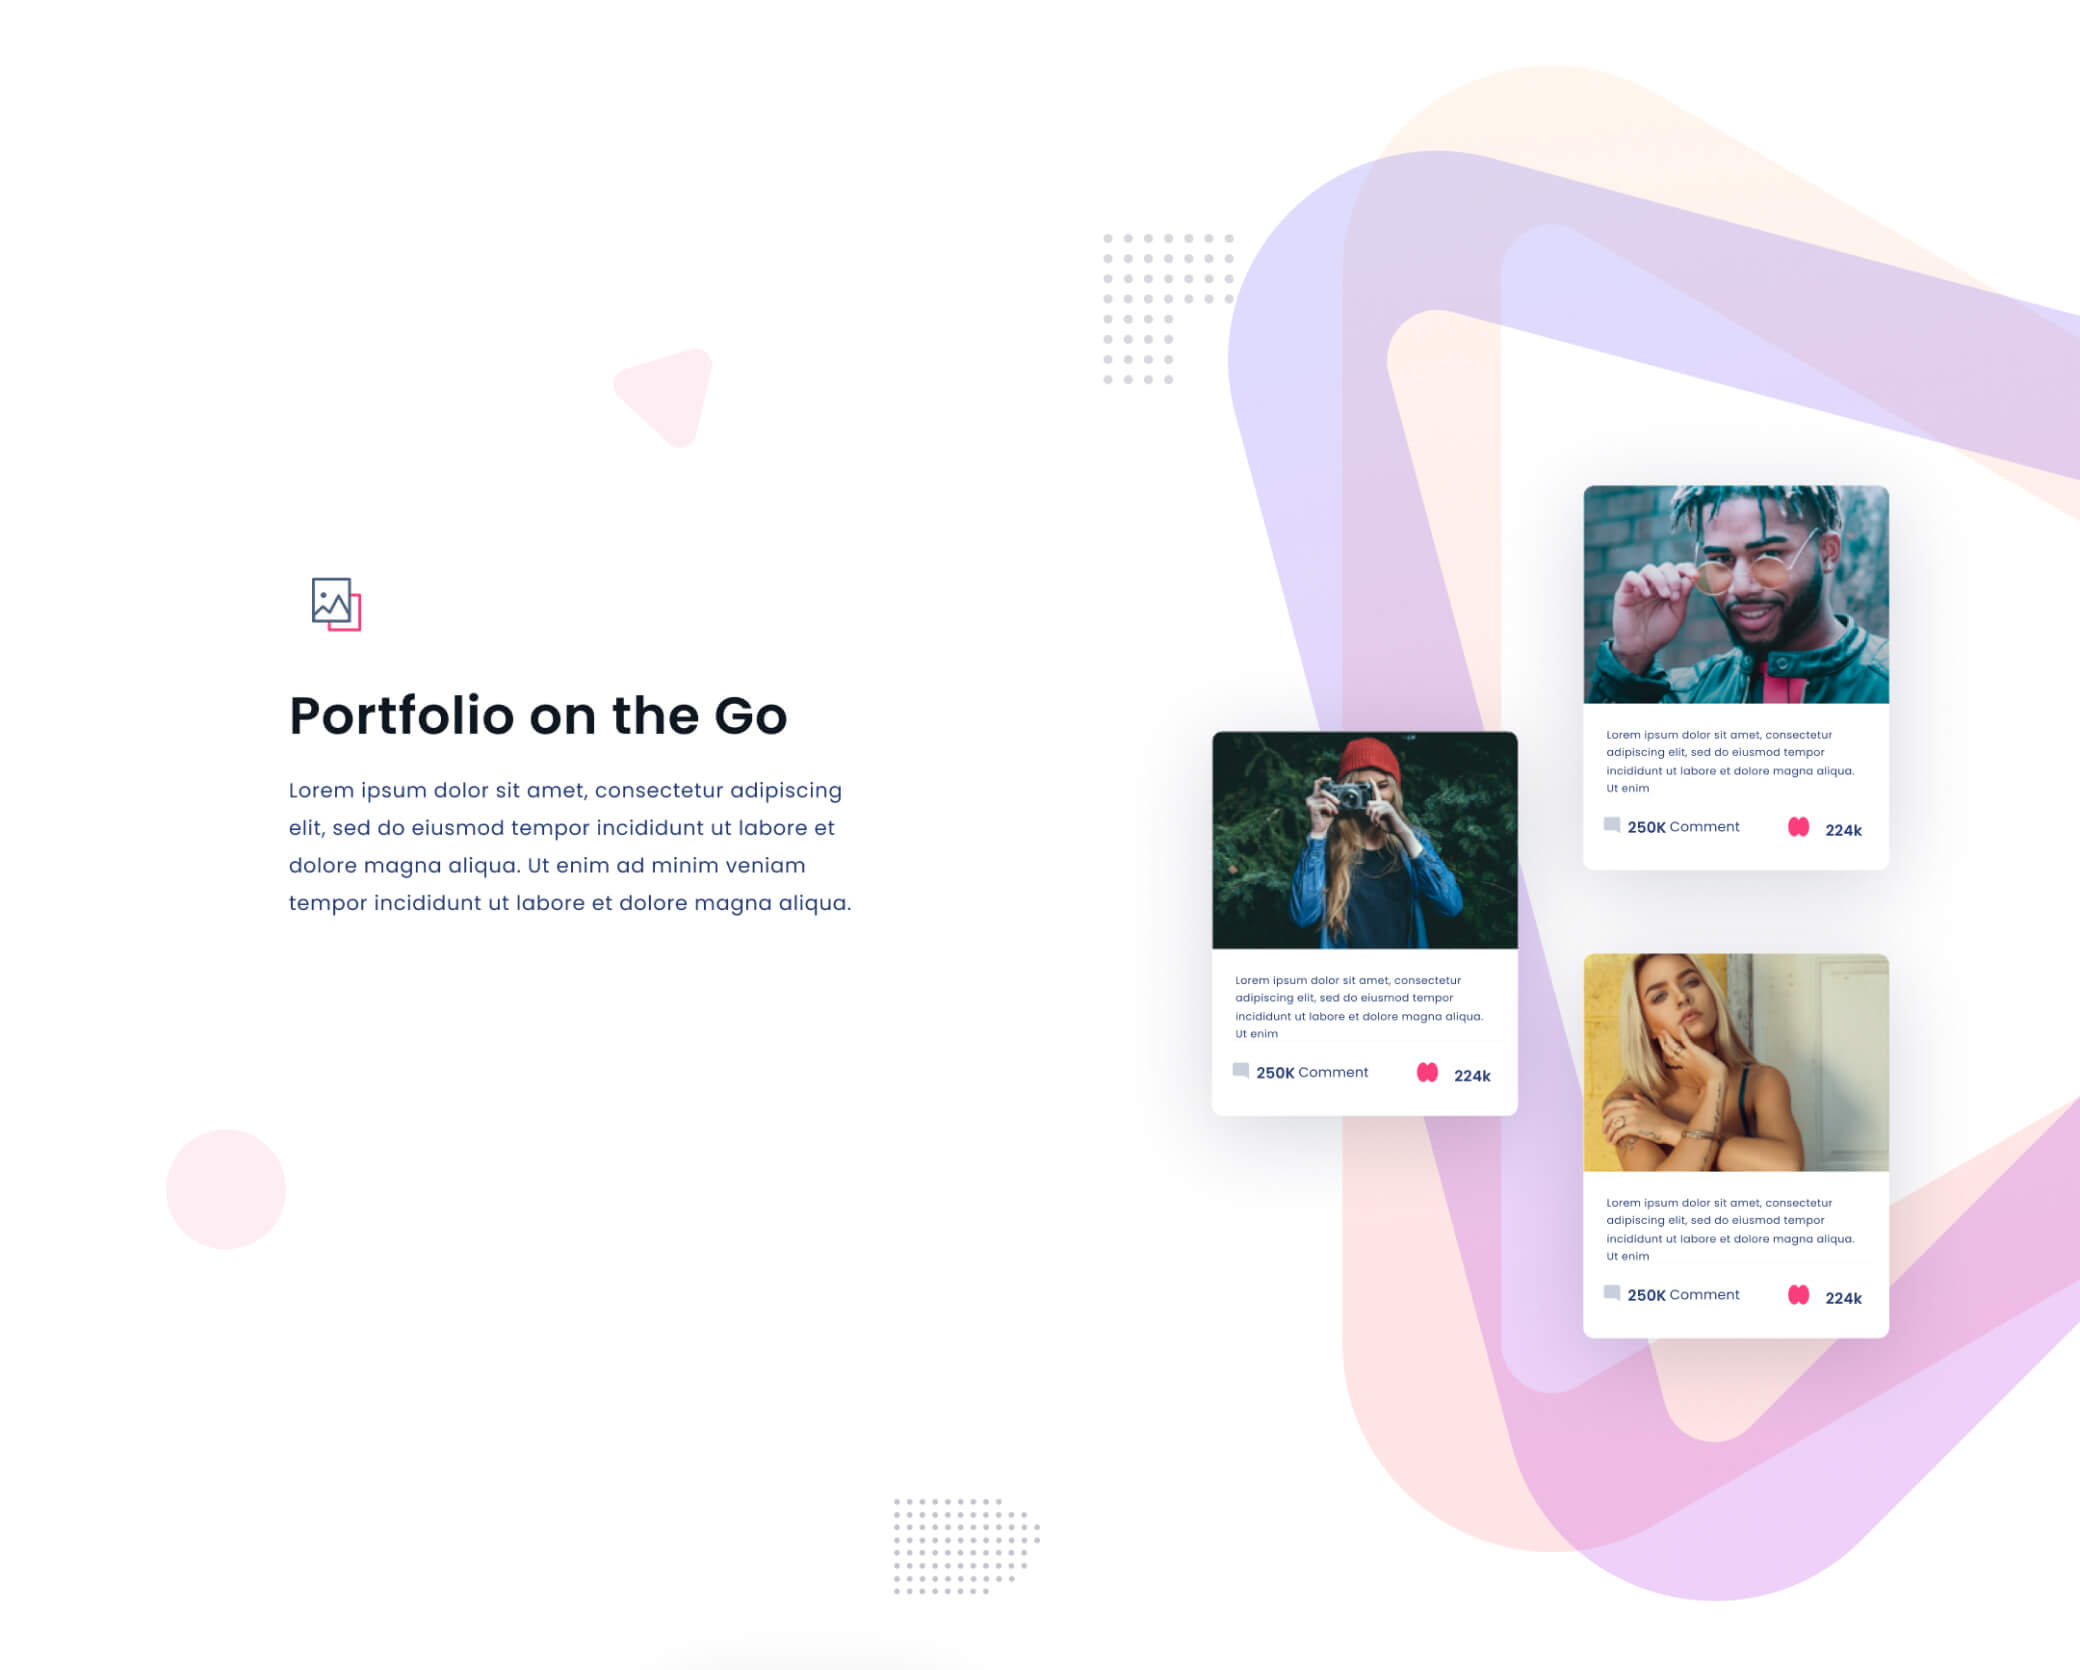 Portfolio on the Go
Lorem ipsum dolor sit amet, consectetur adipiscing
elit, sed do eiusmod tempor incididunt ut labore et
dolore magna aliqua. Ut enim ad minim veniam
tempor incididunt ut labore et dolore magna aliqua.
Lorem ipsum dolor sit amet, consectetur
adipiscing elit, sed do eiusmod tempor
incididunt ut labore et dolore magna aliqua.
Ut enim
250K Comment 224k
Lorem ipsum dolor sit amet, consectetur
adipiscing elit, sed do eiusmod tempor
incididunt ut labore et dolore magna aliqua.
Ut enim
250K Comment 224k
Lorem ipsum dolor sit amet, consectetur
adipiscing elit, sed do eiusmod tempor
incididunt ut labore et dolore magna aliqua.
Ut enim
250K Comment 224k